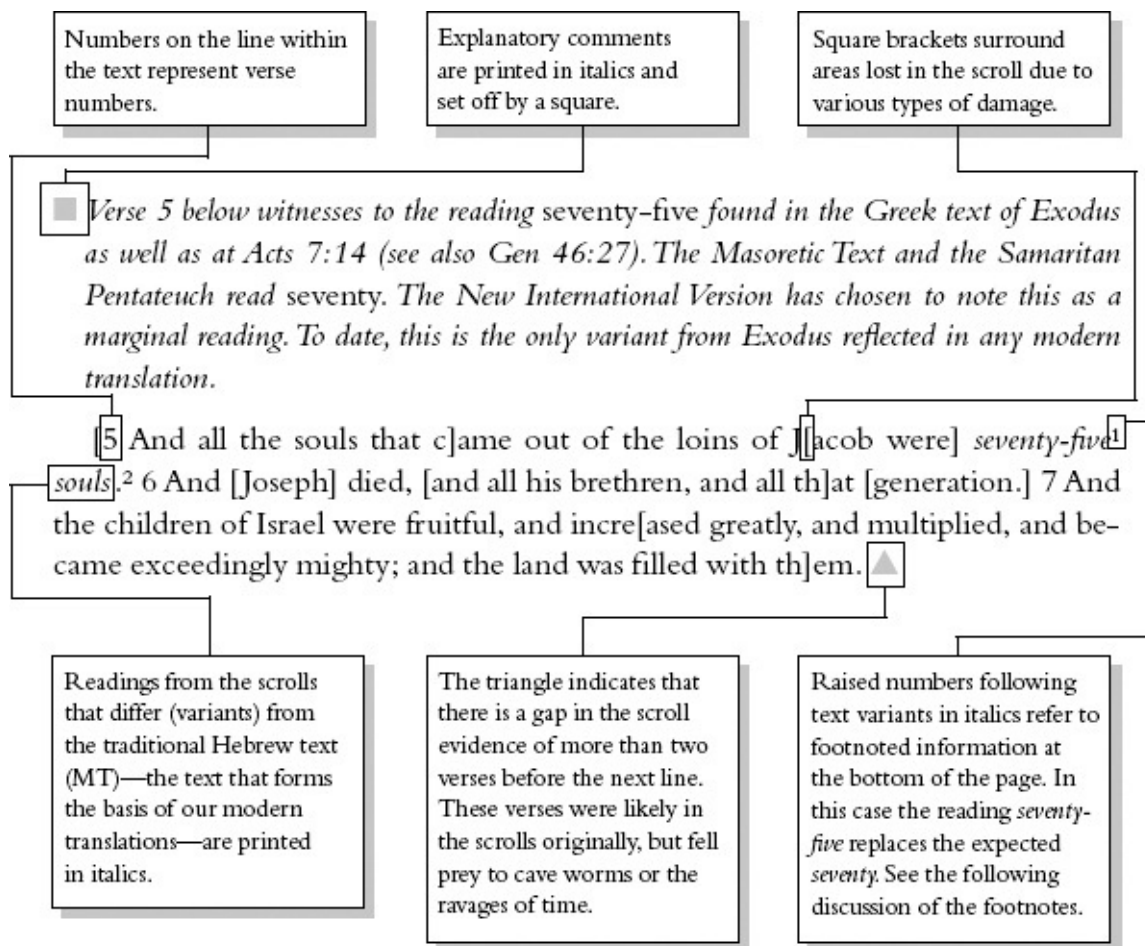 Numbers on the line within
the text represent verse
numbers.
Explanatory comments
are printed in italics and
set off by a square.
Square brackets surround
areas lost in the scroll due to
various types of damage.
Verse 5 below witnesses to the reading seventy-five found in the Greek text of Exodus
as well as at Acts 7:14 (see also Gen 46:27). The Masoretic Text and the Samaritan
Pentateuch read seventy. The New International Version has chosen to note this as a
marginal reading. To date, this is the only variant from Exodus reflected in any modern
translation.
[5 And all the souls that c]ame out of the loins of J[acob were] seventy-five¹
souls.² 6 And [Joseph] died, [and all his brethren, and all th]at [generation.] 7 And
the children of Israel were fruitful, and incre[ased greatly, and multiplied, and be-
came exceedingly mighty; and the land was filled with th]em. ▲
Readings from the scrolls
that differ (variants) from
the traditional Hebrew text
(MT)—the text that forms
the basis of our modern
translations—are printed
in italics.
The triangle indicates that
there is a gap in the scroll
evidence of more than two
verses before the next line.
These verses were likely in
the scrolls originally, but fell
prey to cave worms or the
ravages of time.
Raised numbers following
text variants in italics refer to
footnoted information at
the bottom of the page. In
this case the reading seventy-
five replaces the expected
seventy. See the following
discussion of the footnotes.